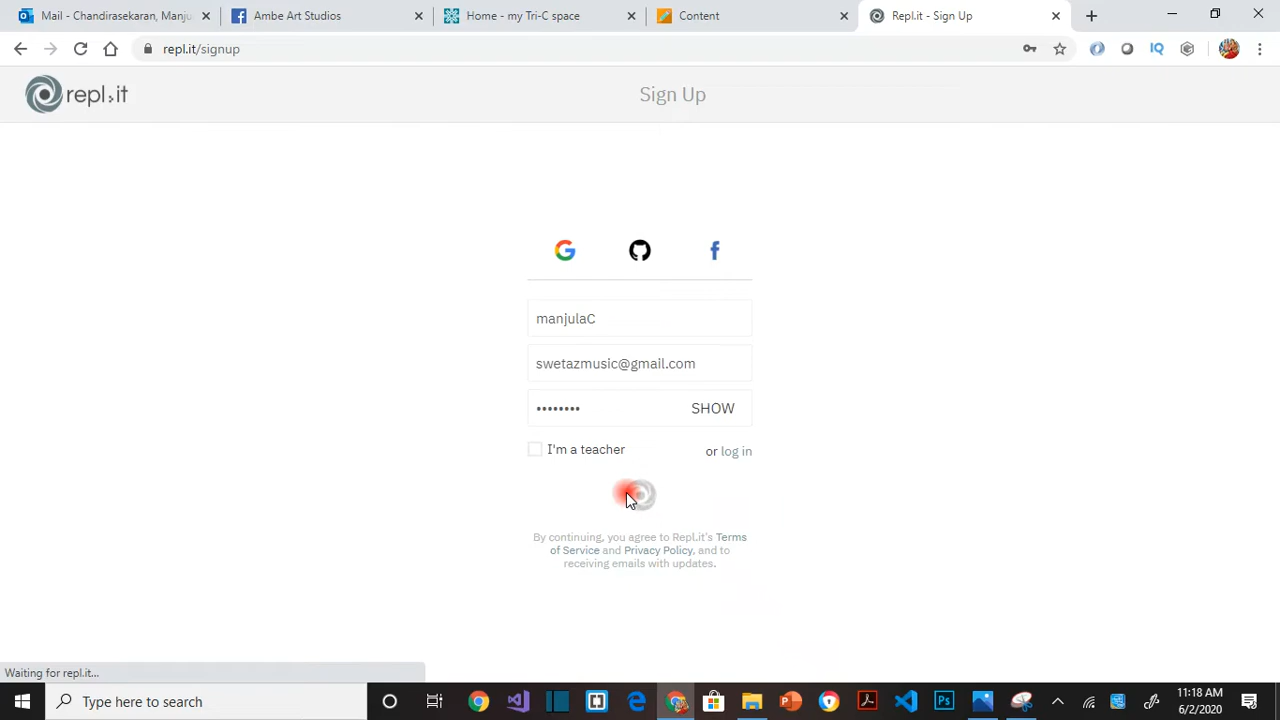 Mail - Chandirasekaran, Manju
Ambe Art Studios
Home - my Tri-C space
Content
Repl.it - Sign Up
repl.it/signup
IQ
repl.it
Sign Up
manjulaC
swetazmusic@gmail.com
•••••••• SHOW
I'm a teacher or log in
By continuing, you agree to Repl.it's Terms
of Service and Privacy Policy, and to
receiving emails with updates.
Waiting for repl.it...
Type here to search
11:18 AM
6/2/2020